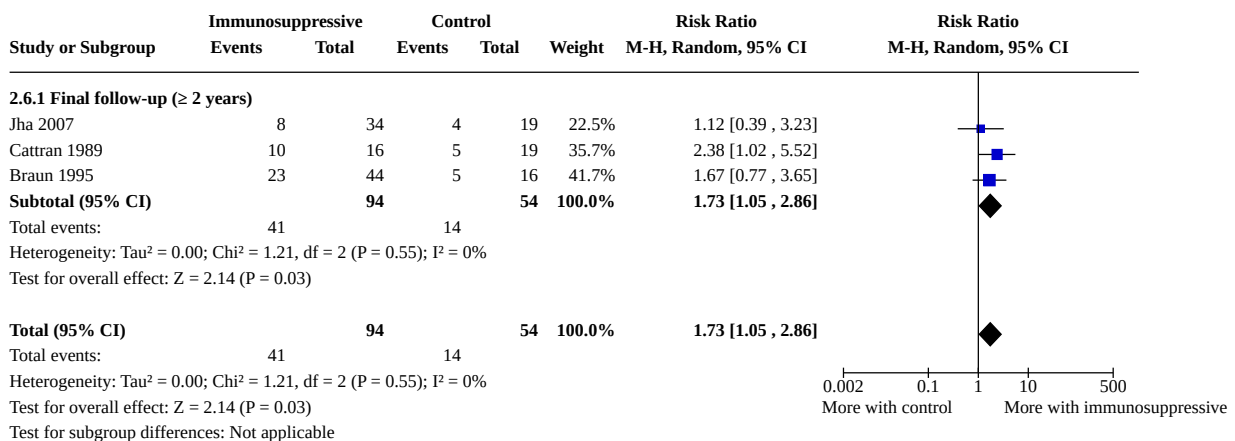 Immunosuppressive Control Risk Ratio Risk Ratio
Study or Subgroup Events Total Events Total Weight M-H, Random, 95% CI M-H, Random, 95% CI
2.6.1 Final follow-up (≥ 2 years)
Jha 2007 8 34 4 19 22.5% 1.12 [0.39 , 3.23]
Cattran 1989 10 16 5 19 35.7% 2.38 [1.02 , 5.52]
Braun 1995 23 44 5 16 41.7% 1.67 [0.77 , 3.65]
Subtotal (95% CI) 94 54 100.0% 1.73 [1.05 , 2.86]
Total events: 41 14
Heterogeneity: Tau² = 0.00; Chi² = 1.21, df = 2 (P = 0.55); I² = 0%
Test for overall effect: Z = 2.14 (P = 0.03)
Total (95% CI) 94 54 100.0% 1.73 [1.05 , 2.86]
Total events: 41 14
Heterogeneity: Tau² = 0.00; Chi² = 1.21, df = 2 (P = 0.55); I² = 0% 0.002 0.1 1 10 500
Test for overall effect: Z = 2.14 (P = 0.03) More with control More with immunosuppressive
Test for subgroup differences: Not applicable